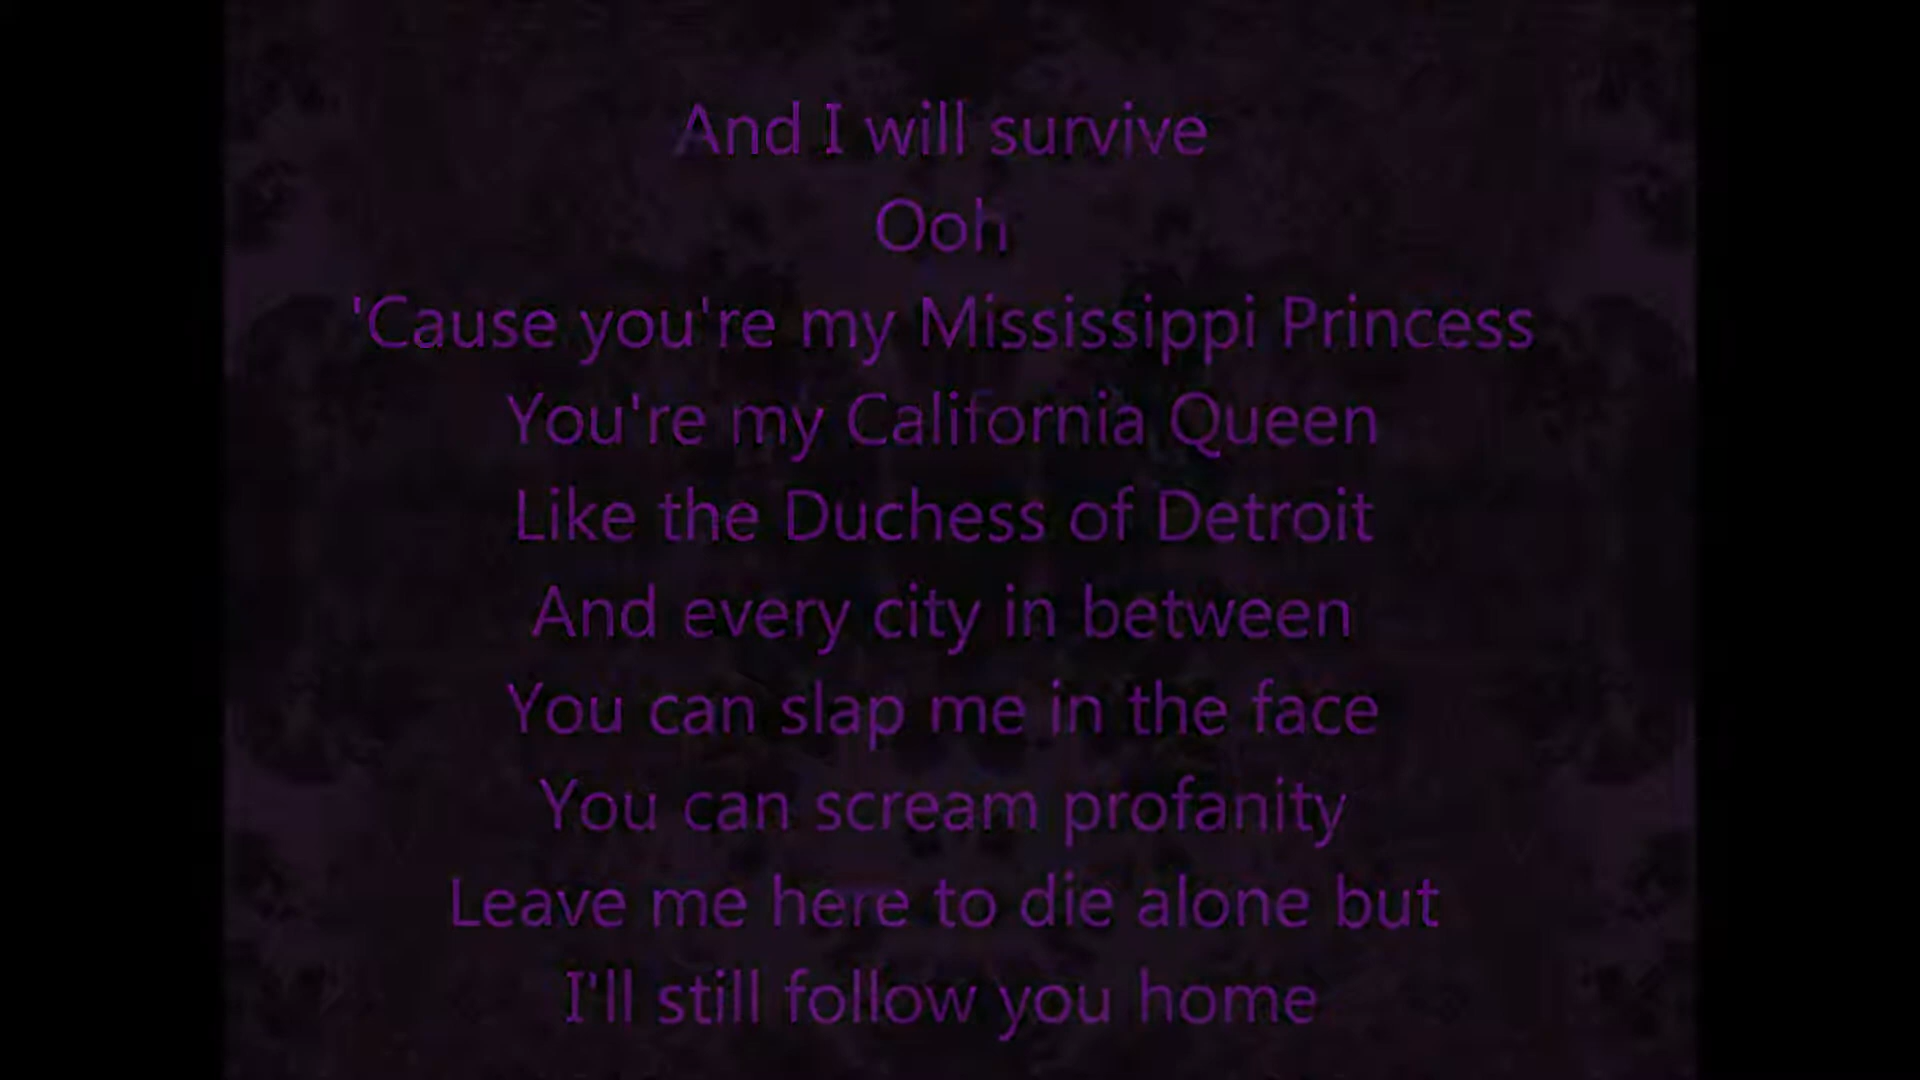 And I will survive
Ooh
'Cause you're my Mississippi Princess
You're my California Queen
Like the Duchess of Detroit
And every city in between
You can slap me in the face
You can scream profanity
Leave me here to die alone but
I'll still follow you home